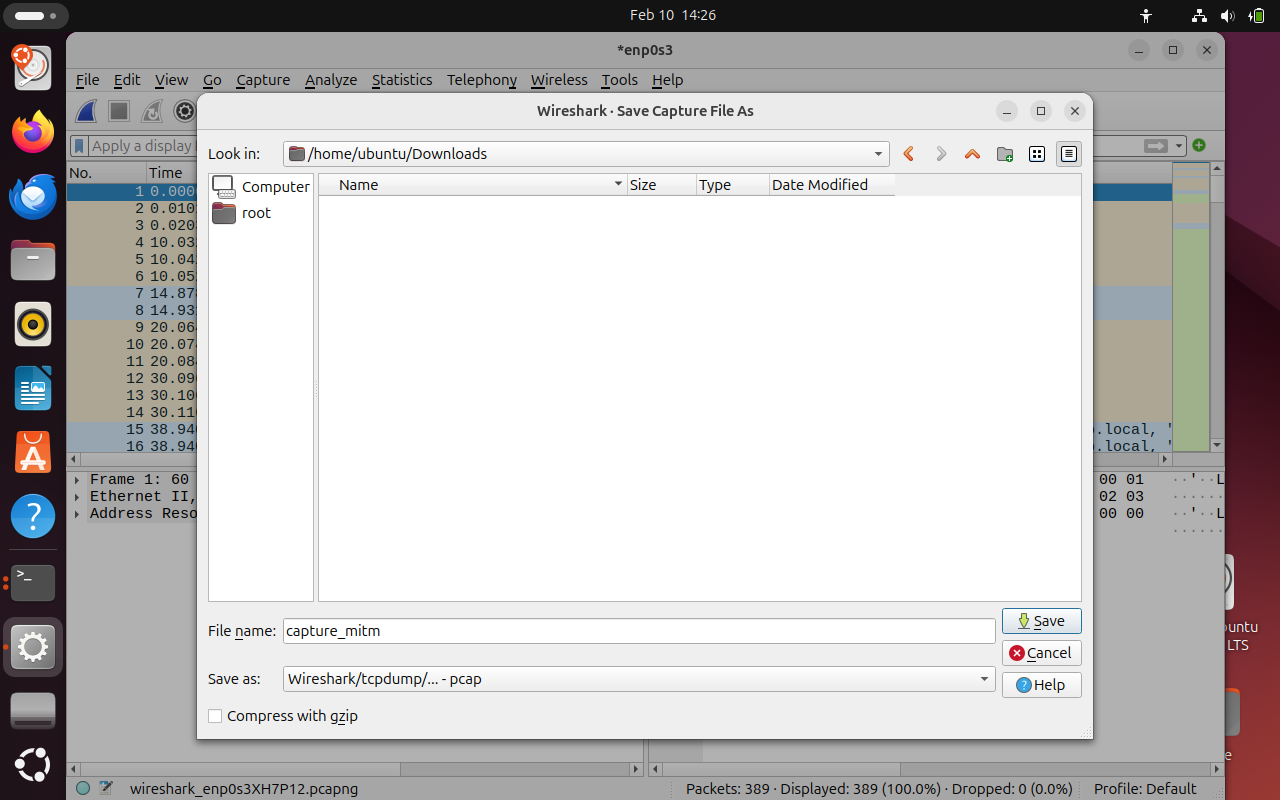 Feb 10 14:26
*enp0s3
File Edit View Go Capture Analyze Statistics Telephony Wireless Tools Help
Wireshark · Save Capture File As
Apply a display
Look in: /home/ubuntu/Downloads
No. Time
Computer
root
Name Size Type Date Modified
1 0.000
2 0.010
3 0.020
4 10.03
5 10.04
6 10.05
7 14.87
8 14.93
9 20.06
10 20.07
11 20.08
12 30.09
13 30.10
14 30.11
15 38.94 .local, '
16 38.94 .local, '
Frame 1: 60 00 01 ··'··L
Ethernet II, 02 03 ······
Address Reso 00 00 ··'··L
······
File name: capture_mitm
Save
Cancel
Save as: Wireshark/tcpdump/... - pcap
Help
Compress with gzip
buntu
LTS
e
wireshark_enp0s3XH7P12.pcapng Packets: 389 · Displayed: 389 (100.0%) · Dropped: 0 (0.0%) Profile: Default